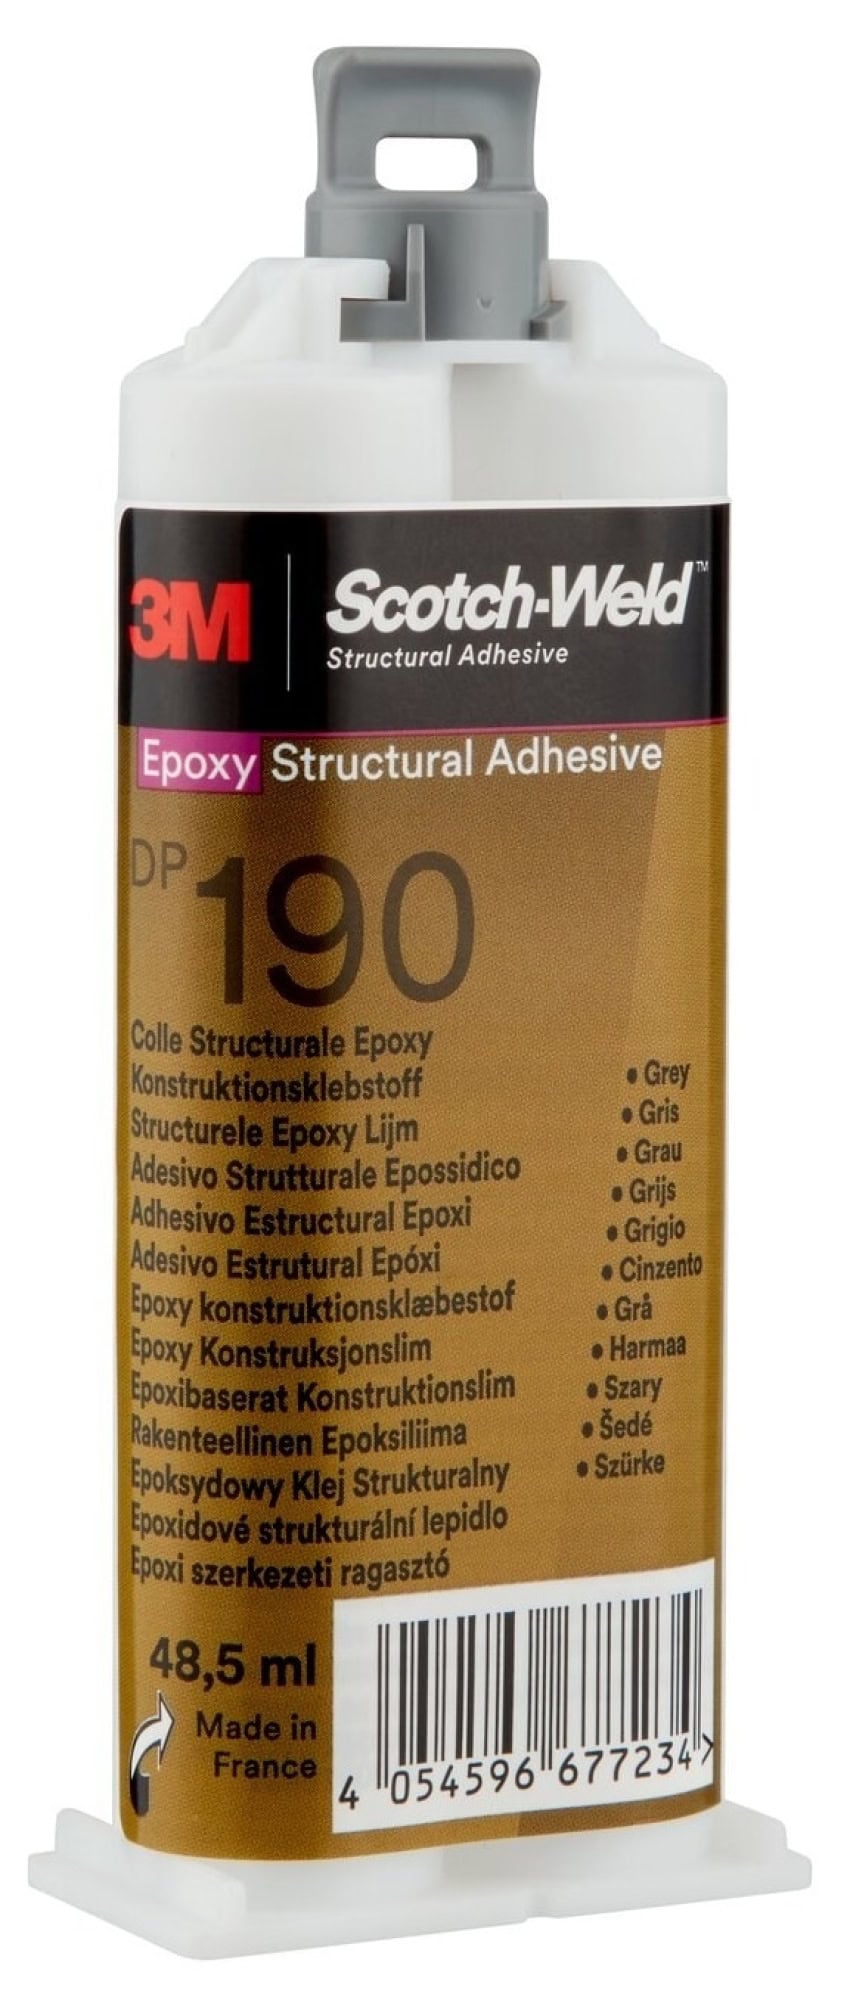 3M
Scotch-Weld™
Structural Adhesive
Epoxy Structural Adhesive
DP 190
Colle Structurale Epoxy
Konstruktionsklebstoff
Structurele Epoxy Lijm
Adesivo Strutturale Epossidico
Adhesivo Estructural Epoxi
Adesivo Estrutural Epóxi
Epoxy konstruktionsklæbestof
Epoxy Konstruksjonslim
Epoxibaserat Konstruktionslim
Rakenteellinen Epoksiliima
Epoksydowy Klej Strukturalny
Epoxidové strukturální lepidlo
Epoxi szerkezeti ragasztó
• Grey
• Gris
• Grau
• Grijs
• Grigio
• Cinzento
• Grå
• Harmaa
• Szary
• Šedé
• Szürke
48,5 ml
Made in
France
4 054596 677234 >